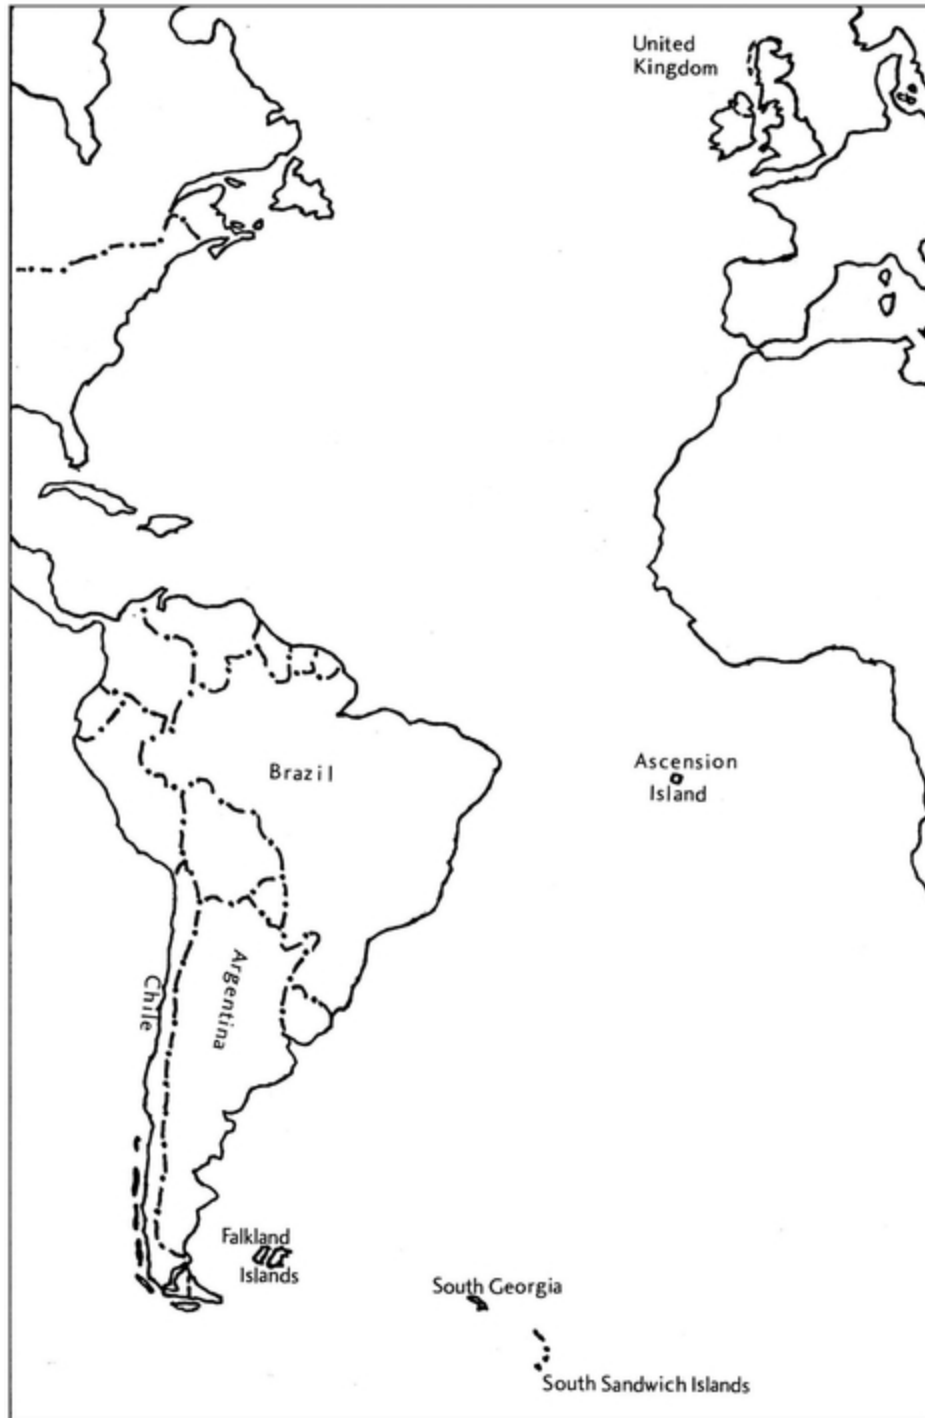 United
Kingdom
Brazil
Ascension
Island
Chile
Argentina
Falkland
Islands
South Georgia
South Sandwich Islands